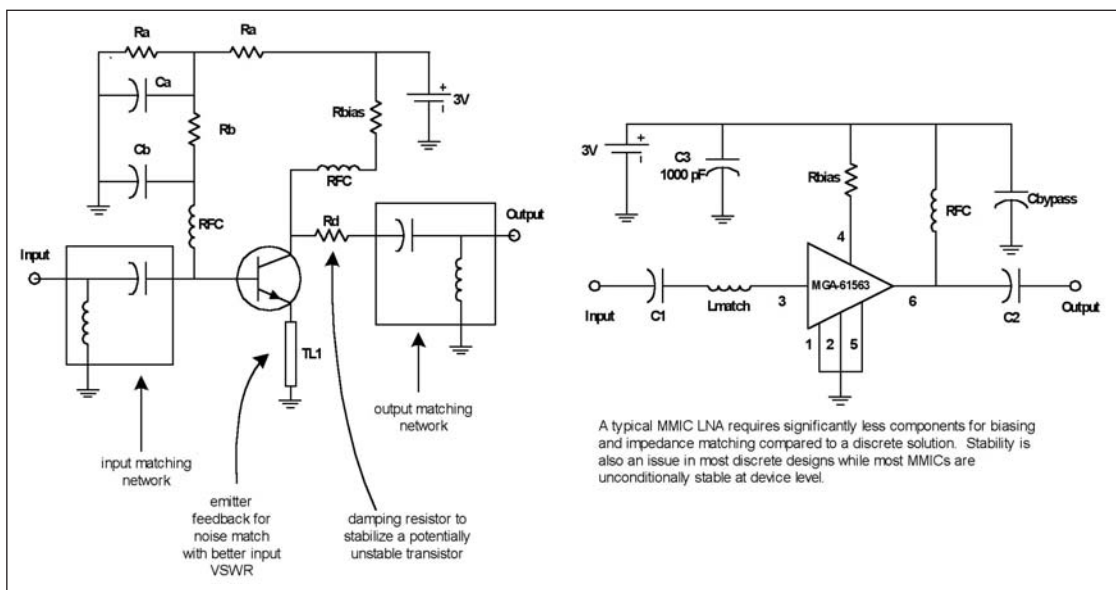 Ra
Ra
Ca
Rb
Cb
RFC
Rbias
+
3V
-
RFC
Rd
Input
Output
TL1
input matching
network
emitter
feedback for
noise match
with better input
VSWR
damping resistor to
stabilize a potentially
unstable transistor
output matching
network
3V
+
-
C3
1000 pF
Rbias
RFC
Cbypass
4
MGA-61563
3
6
1
2
5
Input
C1
Lmatch
C2
Output
A typical MMIC LNA requires significantly less components for biasing
and impedance matching compared to a discrete solution. Stability is
also an issue in most discrete designs while most MMICs are
unconditionally stable at device level.